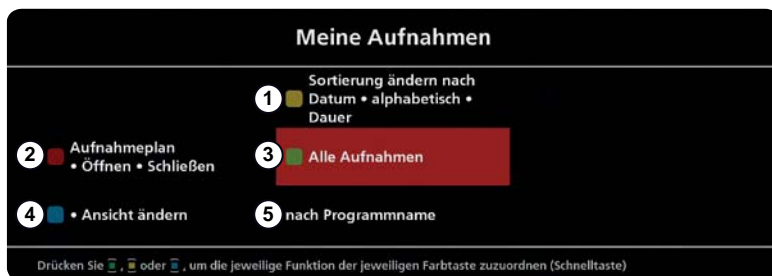 Meine Aufnahmen
1 Sortierung ändern nach
Datum • alphabetisch •
Dauer
2 Aufnahmeplan
• Öffnen • Schließen
3 Alle Aufnahmen
4 • Ansicht ändern
5 nach Programmname
Drücken Sie , oder , um die jeweilige Funktion der jeweiligen Farbtaste zuzuordnen (Schnelltaste)